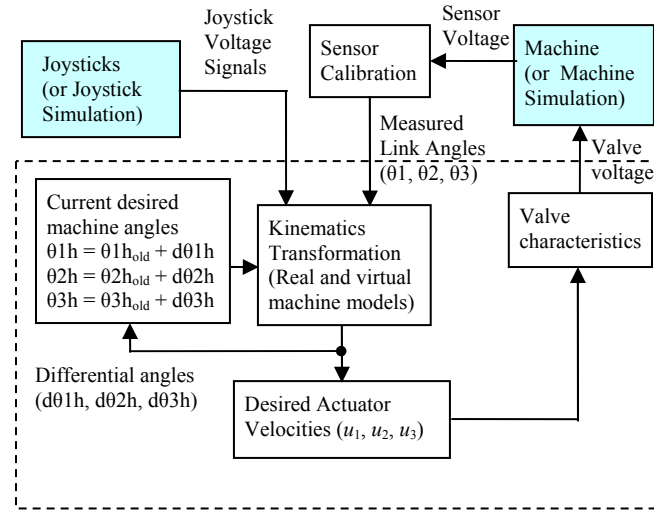 Joystick
Voltage
Signals
Sensor
Voltage
Joysticks
(or Joystick
Simulation)
Sensor
Calibration
Machine
(or Machine
Simulation)
Measured
Link Angles
(θ1, θ2, θ3)
Valve
voltage
Current desired
machine angles
θ1h = θ1hold + dθ1h
θ2h = θ2hold + dθ2h
θ3h = θ3hold + dθ3h
Kinematics
Transformation
(Real and virtual
machine models)
Valve
characteristics
Differential angles
(dθ1h, dθ2h, dθ3h)
Desired Actuator
Velocities (u1, u2, u3)